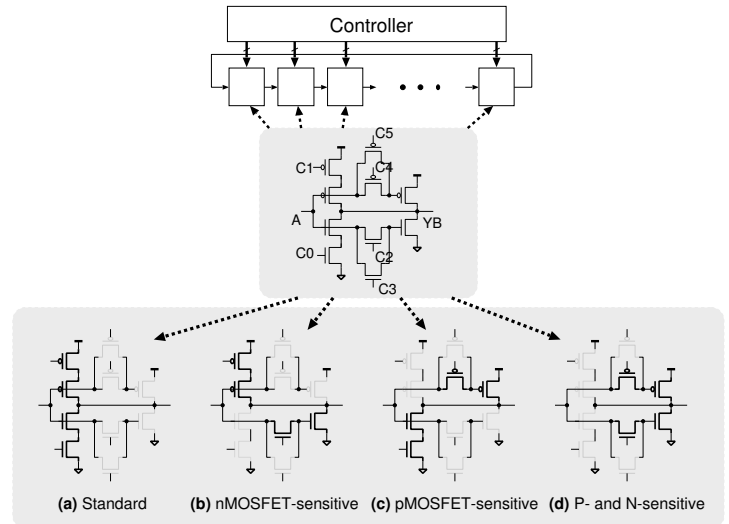 Controller
C5
C1
C4
A
YB
C0
C2
C3
(a) Standard
(b) nMOSFET-sensitive
(c) pMOSFET-sensitive
(d) P- and N-sensitive